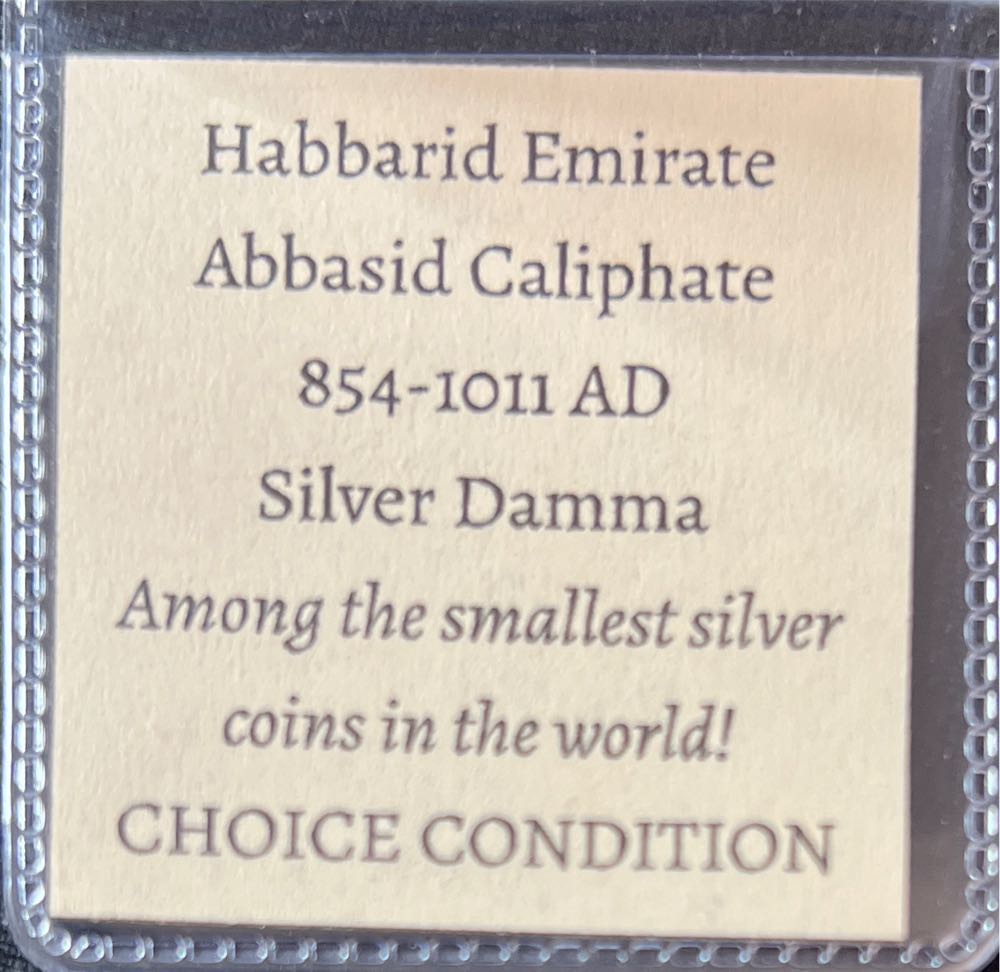 Habbarid Emirate
Abbasid Caliphate
854-1011 AD
Silver Damma
Among the smallest silver
coins in the world!
CHOICE CONDITION